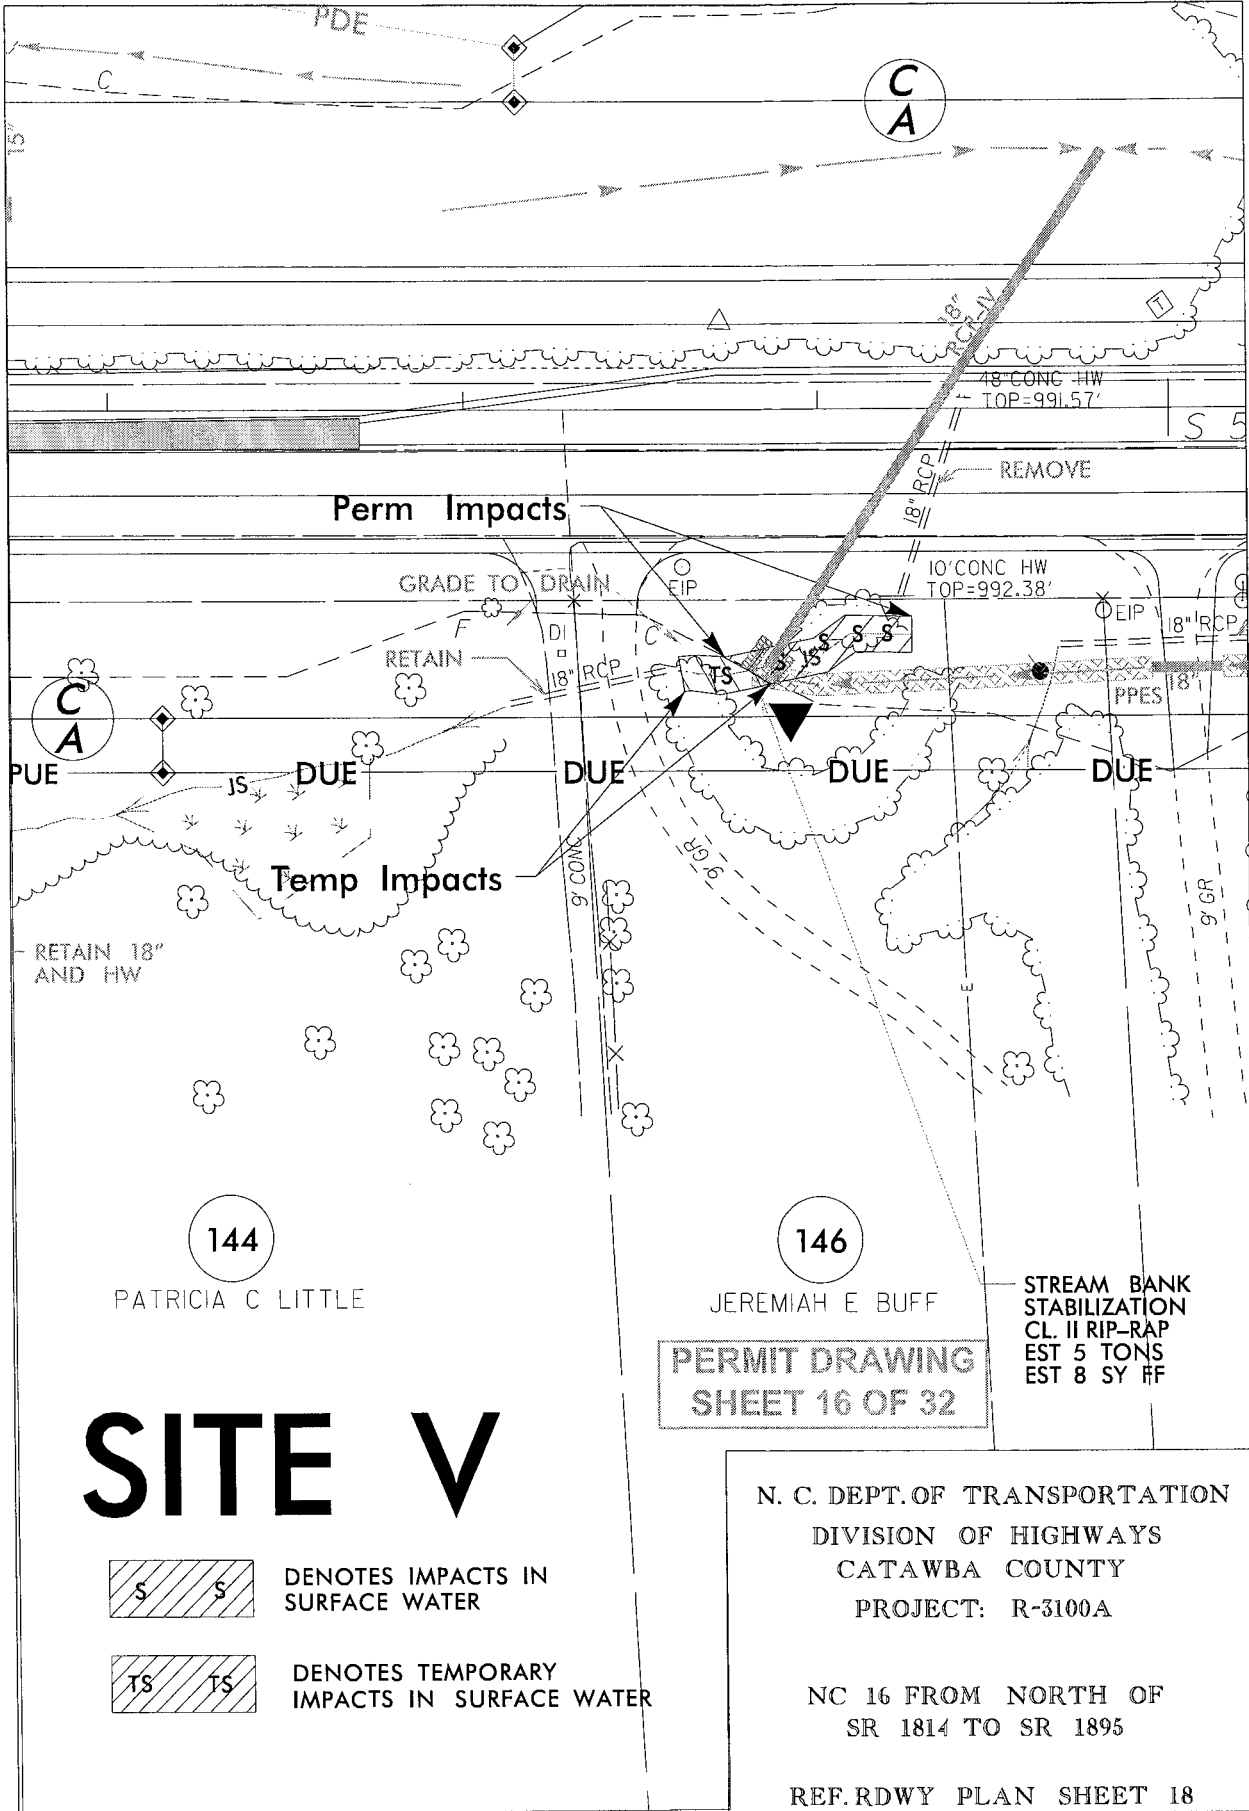 PDE
C
C
A
15"
18"
RCP-IV
T
48"CONC HW
TOP=991.57'
S 5
REMOVE
18" RCP
Perm Impacts
10'CONC HW
TOP=992.38'
GRADE TO DRAIN
EIP
EIP
F
DI
C
18" RCP
RETAIN
18" RCP
TS
S
JS
S
S
S
PPES
18"
C
A
PUE
DUE
DUE
DUE
DUE
JS
Temp Impacts
9' CONC
9' GR
9' GR
RETAIN 18"
AND HW
E
144
PATRICIA C LITTLE
146
JEREMIAH E BUFF
STREAM BANK
STABILIZATION
CL. II RIP-RAP
EST 5 TONS
EST 8 SY FF
PERMIT DRAWING
SHEET 16 OF 32
SITE V
S S
DENOTES IMPACTS IN
SURFACE WATER
TS TS
DENOTES TEMPORARY
IMPACTS IN SURFACE WATER
N. C. DEPT. OF TRANSPORTATION
DIVISION OF HIGHWAYS
CATAWBA COUNTY
PROJECT: R-3100A
NC 16 FROM NORTH OF
SR 1814 TO SR 1895
REF. RDWY PLAN SHEET 18